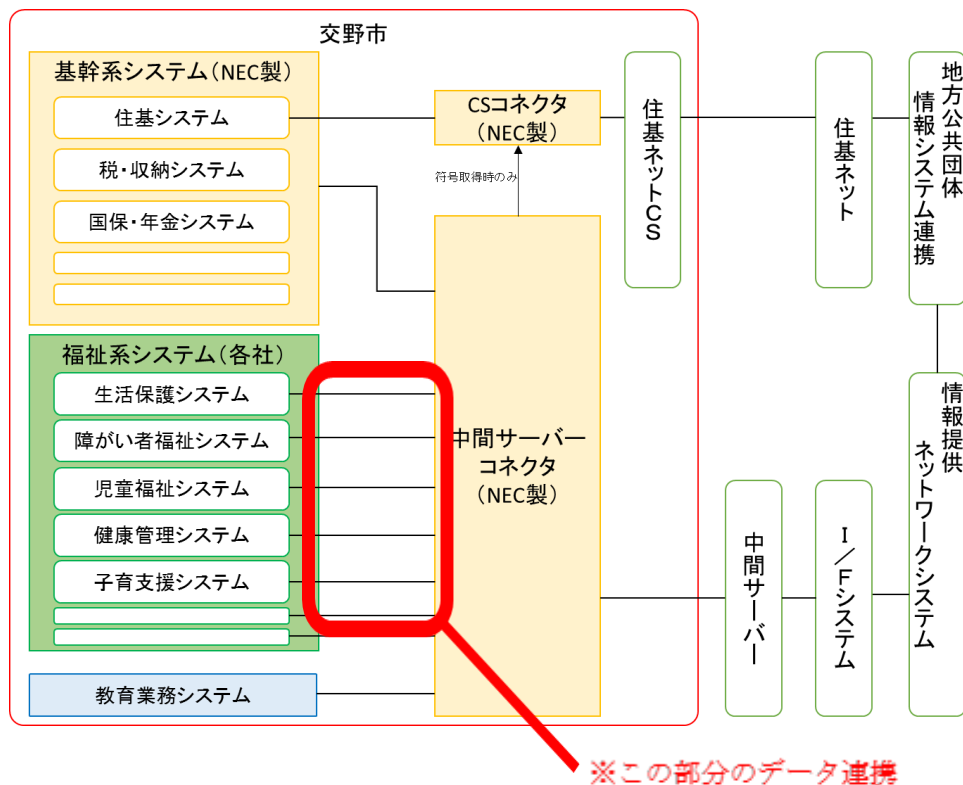 交野市
基幹系システム（NEC製）
住基システム
税・収納システム
国保・年金システム
CSコネクタ
（NEC製）
符号取得時のみ
住基ネットCS
住基ネット
地方公共団体
情報システム連携
福祉系システム（各社）
生活保護システム
障がい者福祉システム
児童福祉システム
健康管理システム
子育支援システム
中間サーバー
コネクタ
（NEC製）
中間サーバー
I／Fシステム
情報提供
ネットワークシステム
教育業務システム
※この部分のデータ連携